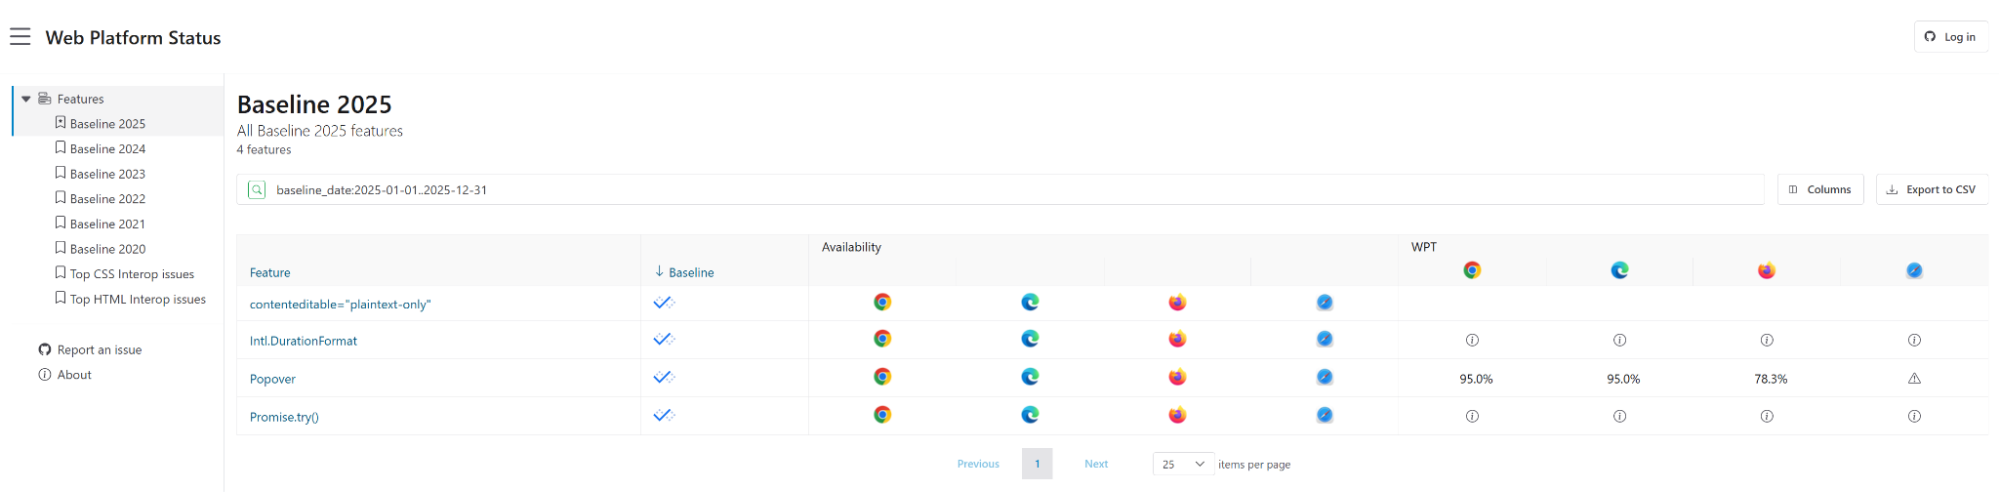 Web Platform Status
Log in
Features
Baseline 2025
Baseline 2024
Baseline 2023
Baseline 2022
Baseline 2021
Baseline 2020
Top CSS Interop issues
Top HTML Interop issues
Report an issue
About
Baseline 2025
All Baseline 2025 features
4 features
baseline_date:2025-01-01..2025-12-31
Columns
Export to CSV
Availability
WPT
Feature
Baseline
contenteditable="plaintext-only"
Intl.DurationFormat
Popover
95.0%
95.0%
78.3%
Promise.try()
Previous
1
Next
25
items per page